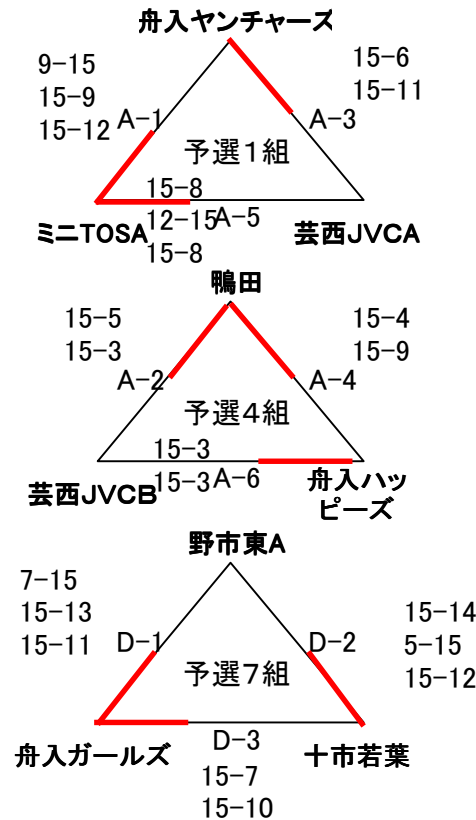 舟入ヤンチャーズ
9-15
15-9
15-12
A-1
15-6
15-11
A-3
予選1組
15-8
12-15
15-8
A-5
ミニTOSA
芸西JVCA
鴨田
15-5
15-3
A-2
15-4
15-9
A-4
予選4組
15-3
15-3
A-6
芸西JVCB
舟入ハッ
ピーズ
野市東A
7-15
15-13
15-11
D-1
D-2
15-14
5-15
15-12
予選7組
舟入ガールズ
D-3
十市若葉
15-7
15-10